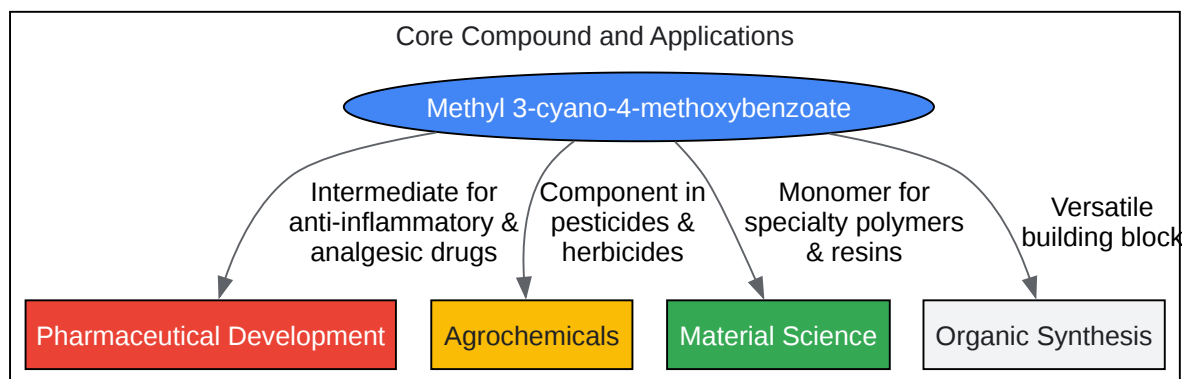 Core Compound and Applications
Methyl 3-cyano-4-methoxybenzoate
Intermediate for
anti-inflammatory &
analgesic drugs
Component in
pesticides &
herbicides
Monomer for
specialty polymers
& resins
Versatile
building block
Pharmaceutical Development
Agrochemicals
Material Science
Organic Synthesis